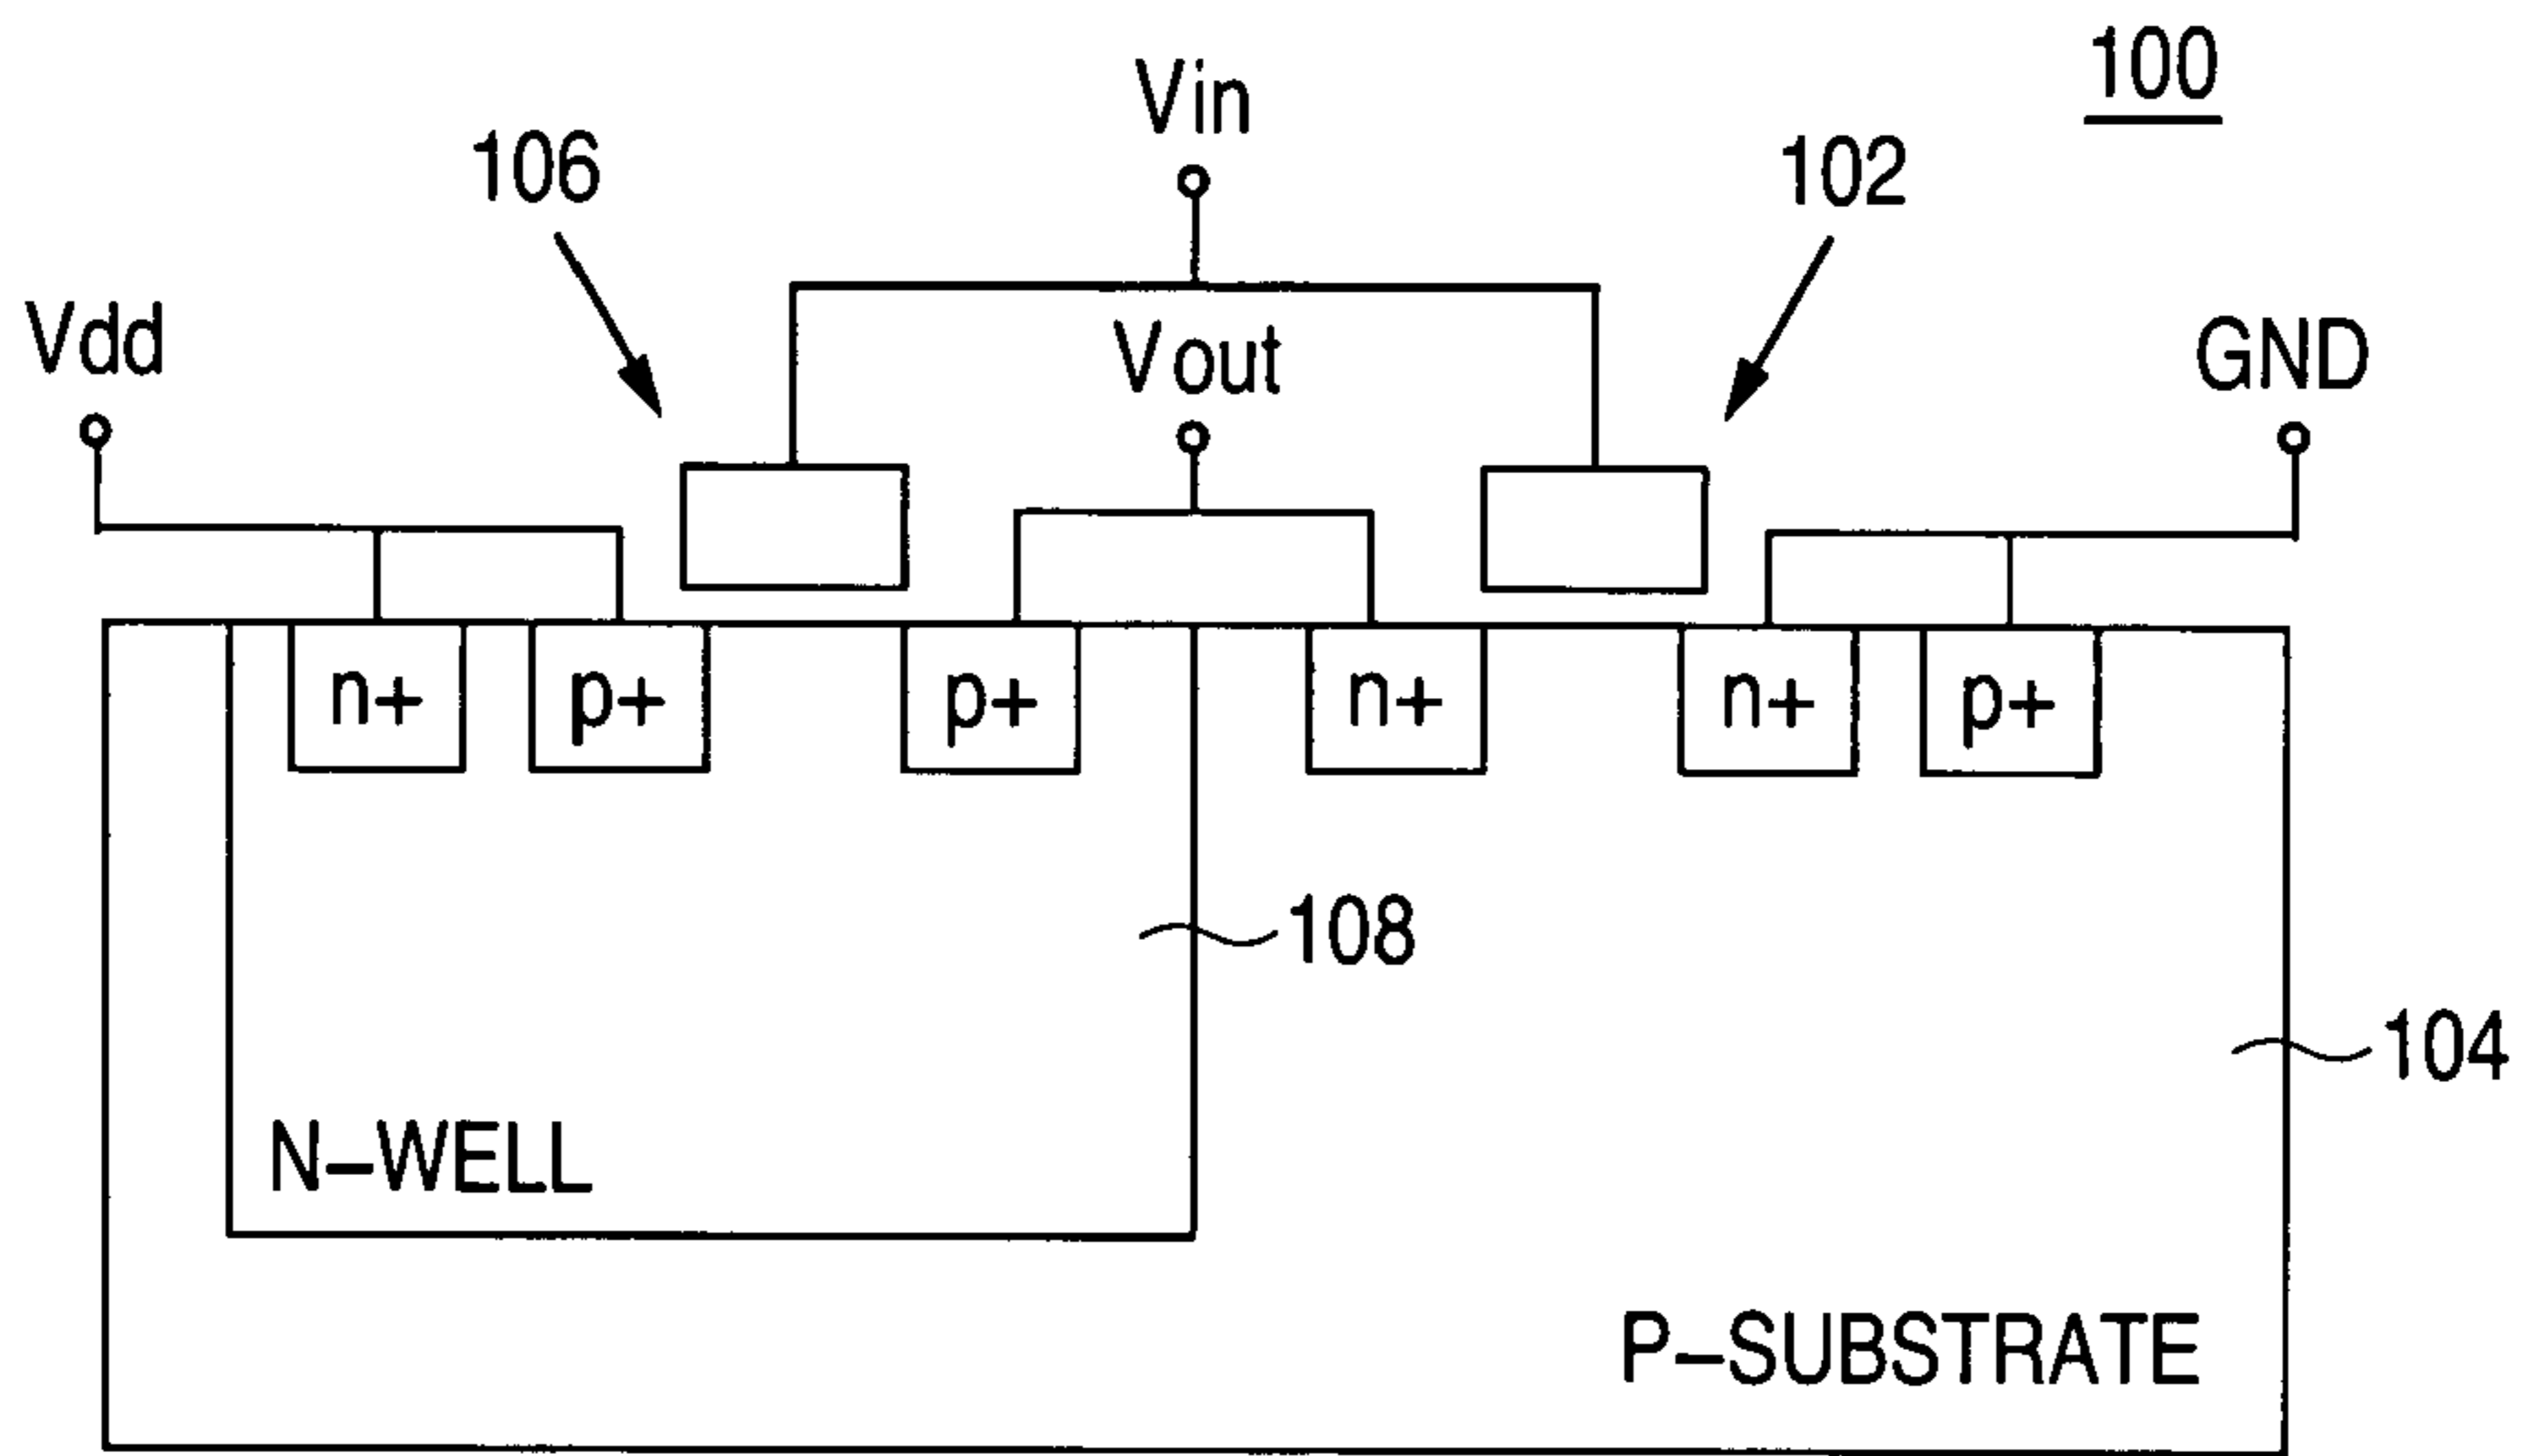 100
Vin
106
102
Vdd
Vout
GND
n+
p+
p+
n+
n+
p+
108
104
N–WELL
P–SUBSTRATE